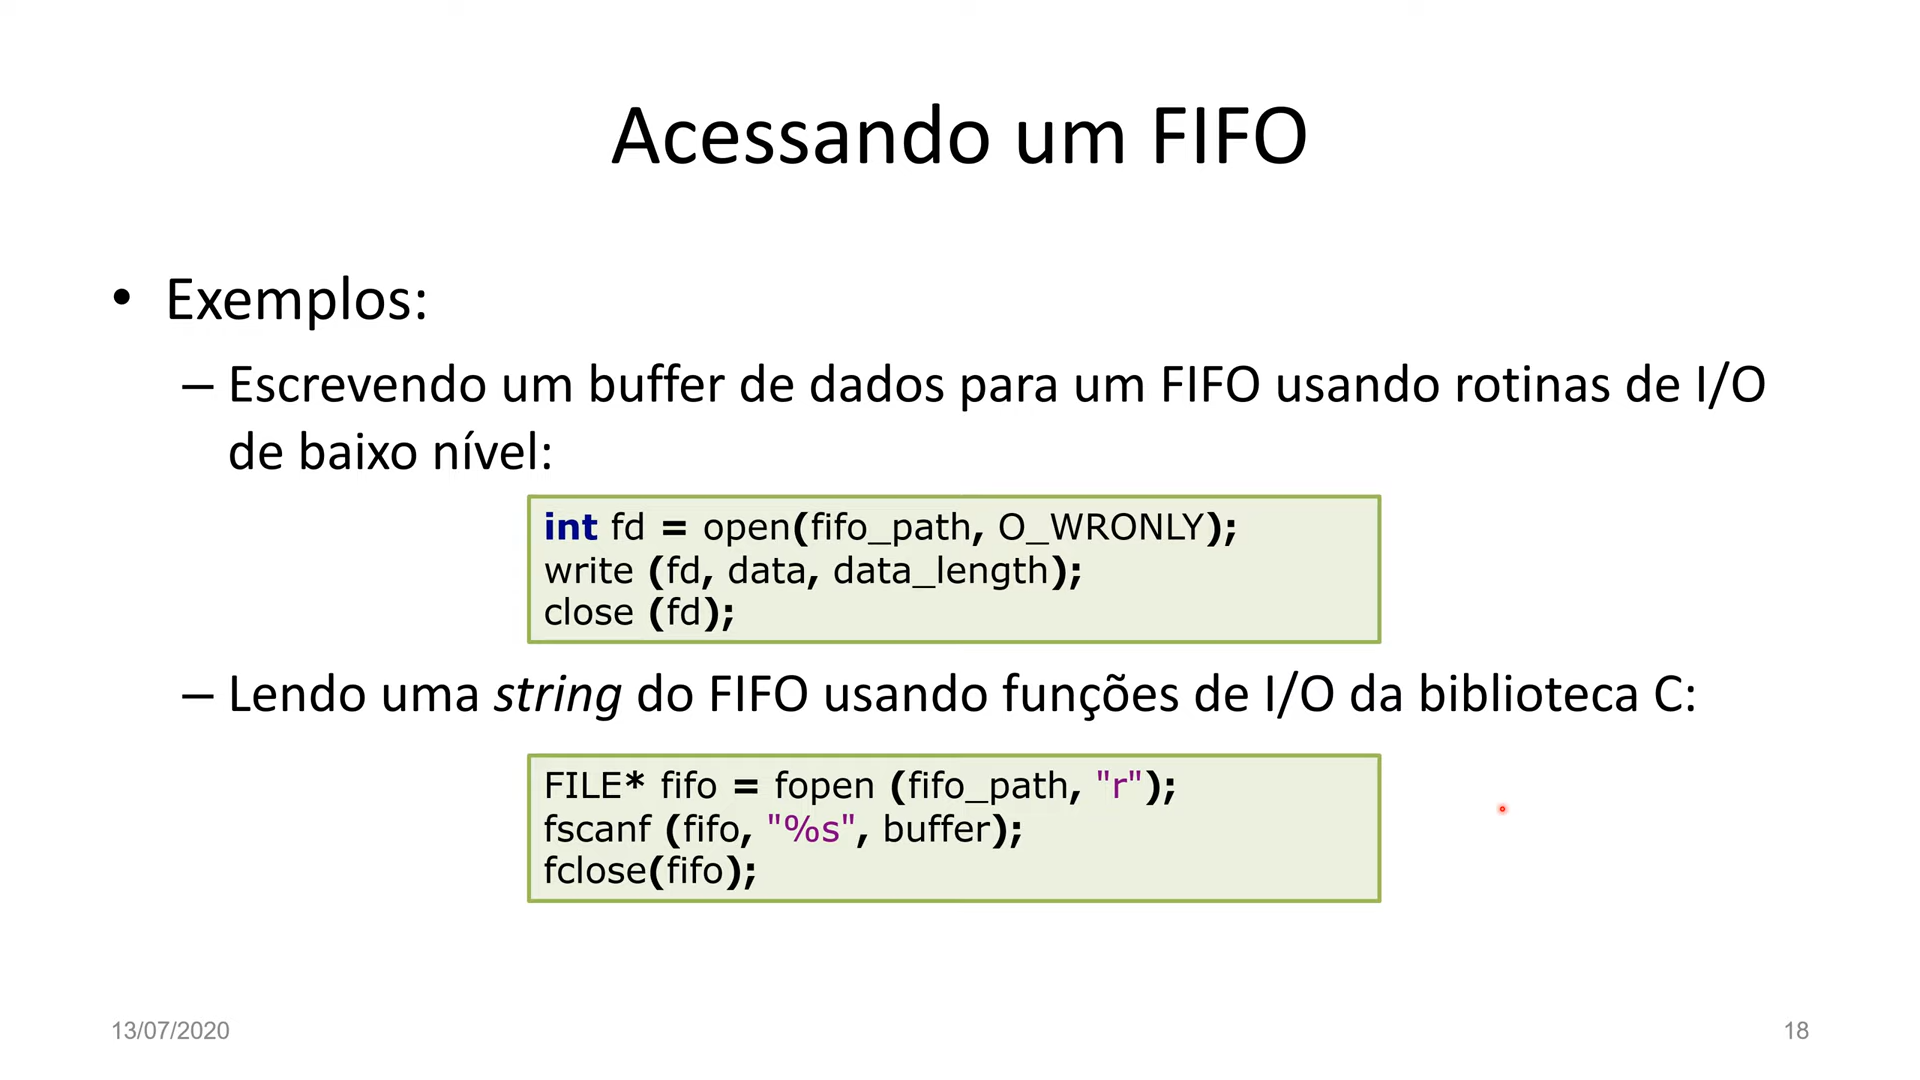 Acessando um FIFO
• Exemplos:
– Escrevendo um buffer de dados para um FIFO usando rotinas de I/O
de baixo nível:
int fd = open(fifo_path, O_WRONLY);
write (fd, data, data_length);
close (fd);
– Lendo uma string do FIFO usando funções de I/O da biblioteca C:
FILE* fifo = fopen (fifo_path, "r");
fscanf (fifo, "%s", buffer);
fclose(fifo);
13/07/2020
18